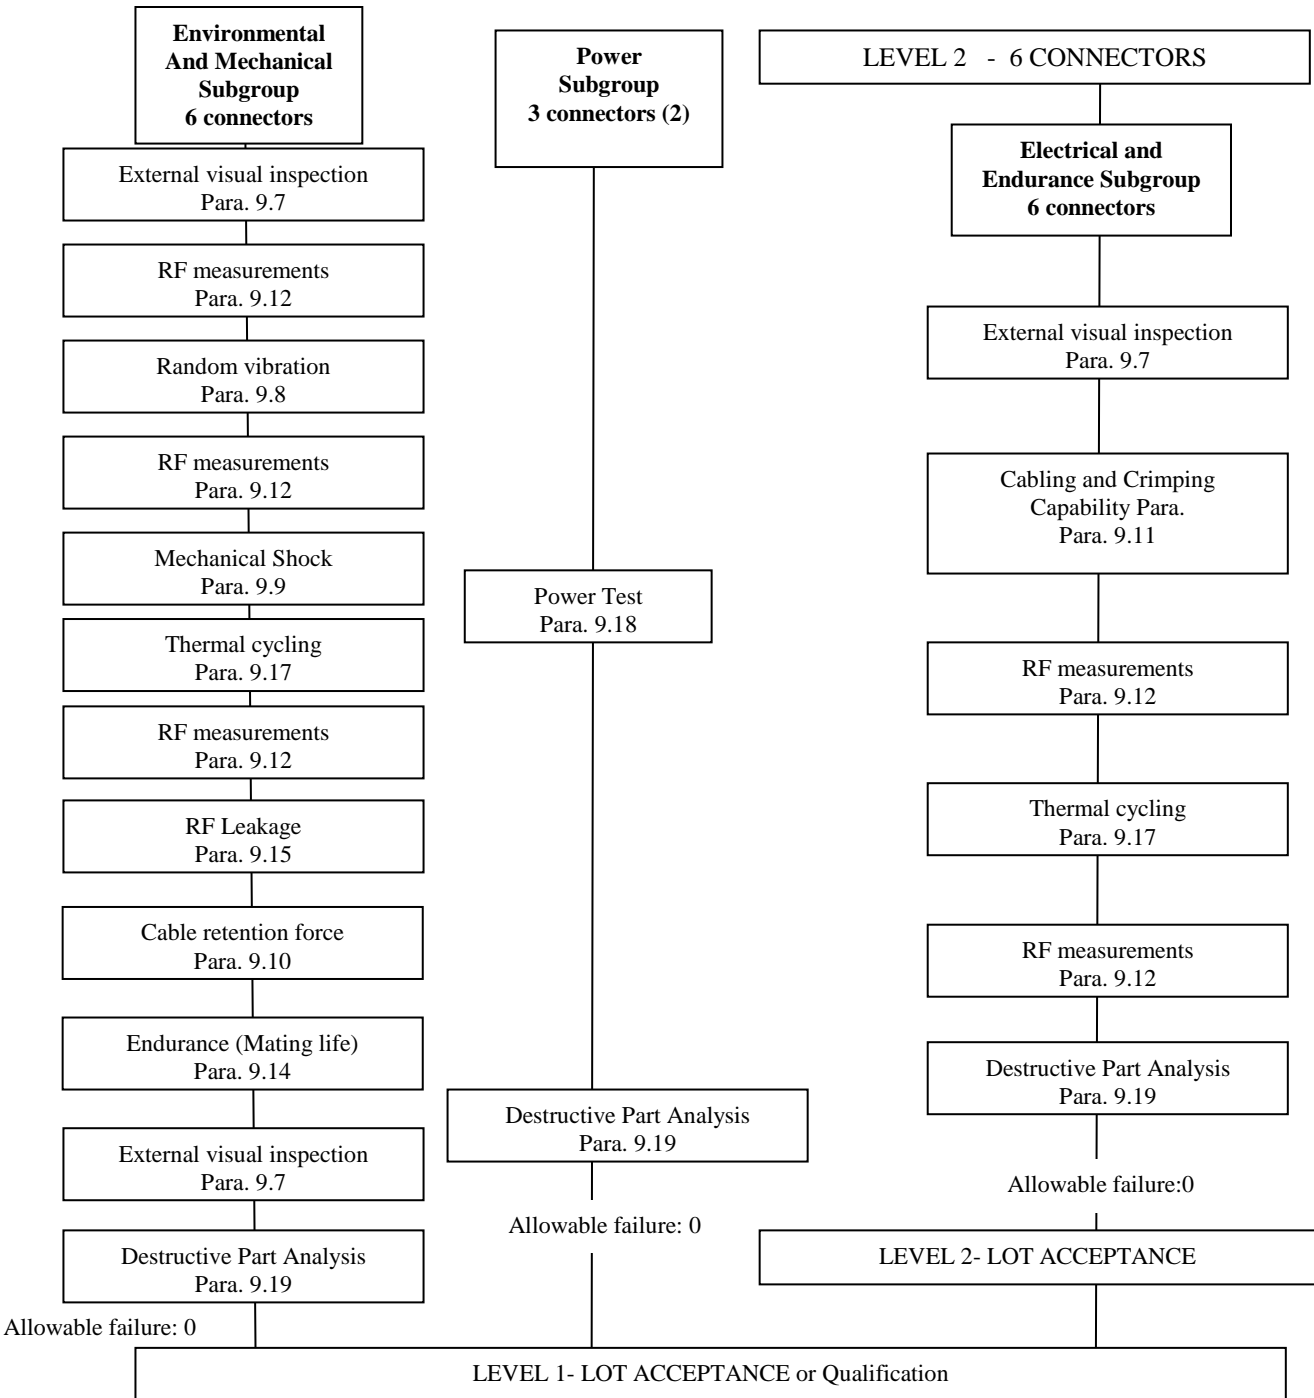 Environmental
And Mechanical
Subgroup
6 connectors
External visual inspection
Para. 9.7
RF measurements
Para. 9.12
Random vibration
Para. 9.8
RF measurements
Para. 9.12
Mechanical Shock
Para. 9.9
Thermal cycling
Para. 9.17
RF measurements
Para. 9.12
RF Leakage
Para. 9.15
Cable retention force
Para. 9.10
Endurance (Mating life)
Para. 9.14
External visual inspection
Para. 9.7
Destructive Part Analysis
Para. 9.19
Allowable failure: 0
Power
Subgroup
3 connectors (2)
Power Test
Para. 9.18
Destructive Part Analysis
Para. 9.19
Allowable failure: 0
LEVEL 2 - 6 CONNECTORS
Electrical and
Endurance Subgroup
6 connectors
External visual inspection
Para. 9.7
Cabling and Crimping
Capability Para.
Para. 9.11
RF measurements
Para. 9.12
Thermal cycling
Para. 9.17
RF measurements
Para. 9.12
Destructive Part Analysis
Para. 9.19
Allowable failure:0
LEVEL 2- LOT ACCEPTANCE
LEVEL 1- LOT ACCEPTANCE or Qualification